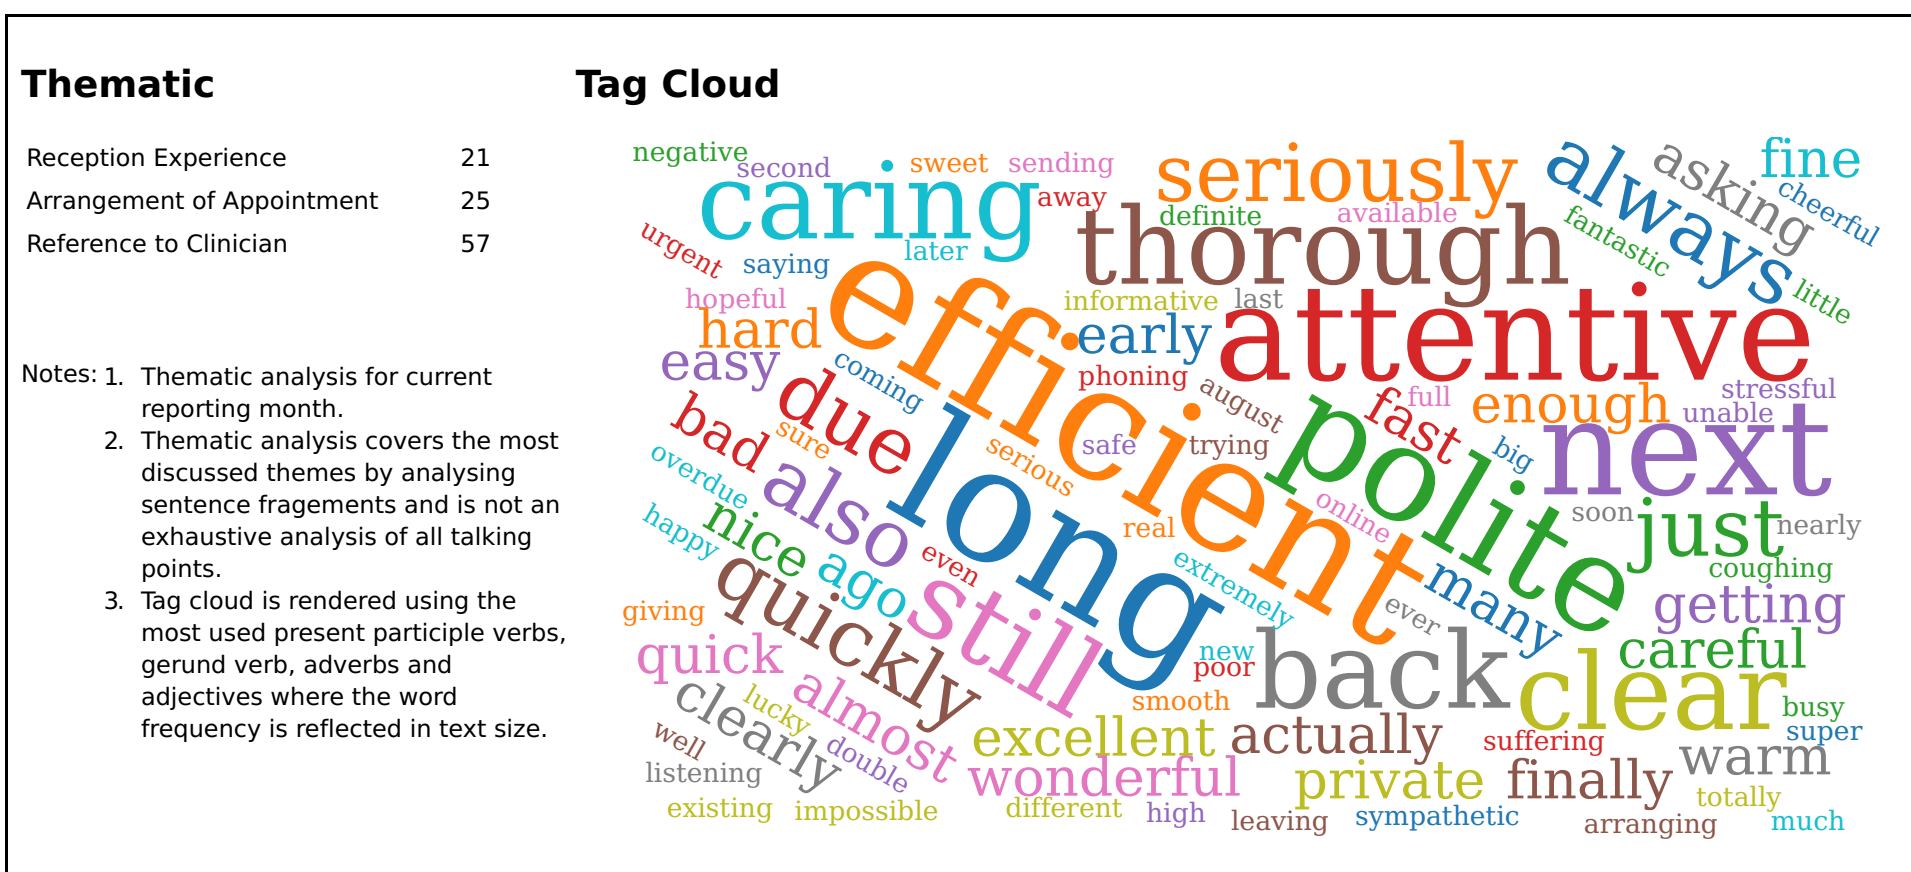 Thematic
Reception Experience 21
Arrangement of Appointment 25
Reference to Clinician 57
Notes: 1. Thematic analysis for current
reporting month.
2. Thematic analysis covers the most
discussed themes by analysing
sentence fragements and is not an
exhaustive analysis of all talking
points.
3. Tag cloud is rendered using the
most used present participle verbs,
gerund verb, adverbs and
adjectives where the word
frequency is reflected in text size.
Tag Cloud
negative
second
sweet
sending
seriously
always
asking
fine
cheerful
caring
away
definite
available
fantastic
urgent
saying
later
thorough
little
hopeful
hard
efficient
informative
last
early
attentive
easy
coming
due
phoning
august
full
fast
enough
stressful
unable
bad
sure
long
serious
safe
trying
polite
big
next
overdue
also
nice
happy
real
online
soon
just
nearly
ago
even
still
extremely
many
ever
coughing
getting
giving
quickly
quick
new
poor
back
careful
clear
clearly
lucky
almost
smooth
busy
super
well
double
excellent
actually
suffering
warm
listening
wonderful
private
finally
existing
impossible
different
high
leaving
sympathetic
arranging
totally
much